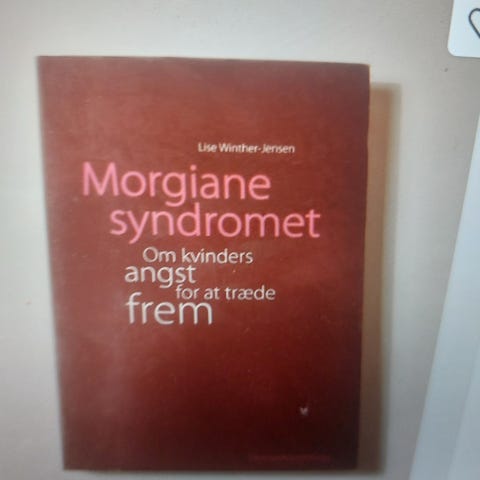 Lise Winther-Jensen
Morgiane
syndromet
Om kvinders
angst
for at træde
frem